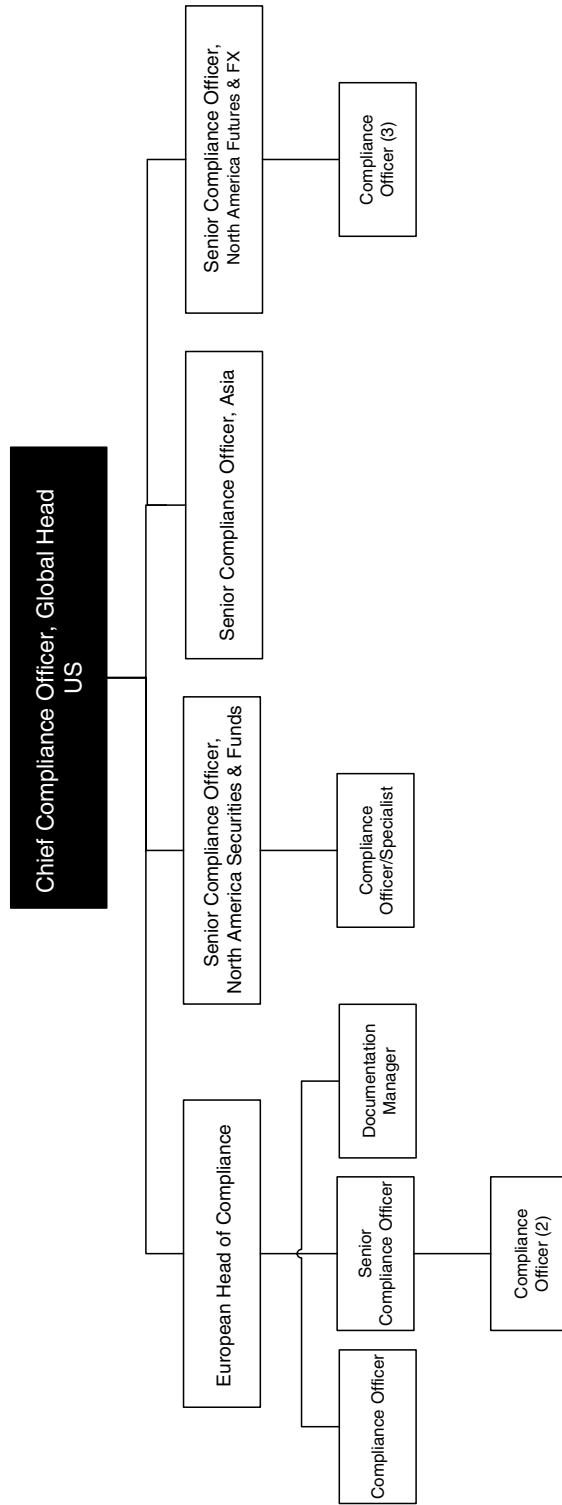 Chief Compliance Officer, Global Head
US
European Head of Compliance
Senior Compliance Officer,
North America Securities & Funds
Senior Compliance Officer, Asia
Senior Compliance Officer,
North America Futures & FX
Compliance Officer
Senior
Compliance Officer
Documentation
Manager
Compliance
Officer/Specialist
Compliance
Officer (3)
Compliance
Officer (2)